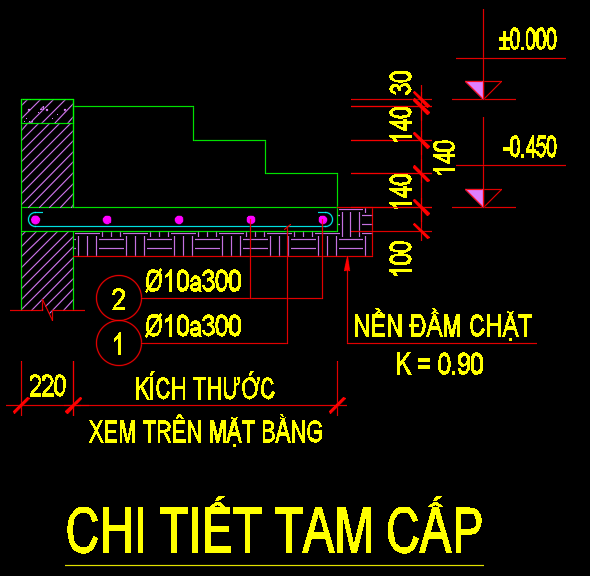 ±0.000
30
140
140
-0.450
140
100
Ø10a300
2
Ø10a300
1
NỀN ĐẦM CHẶT
K = 0.90
220
KÍCH THƯỚC
XEM TRÊN MẶT BẰNG
CHI TIẾT TAM CẤP